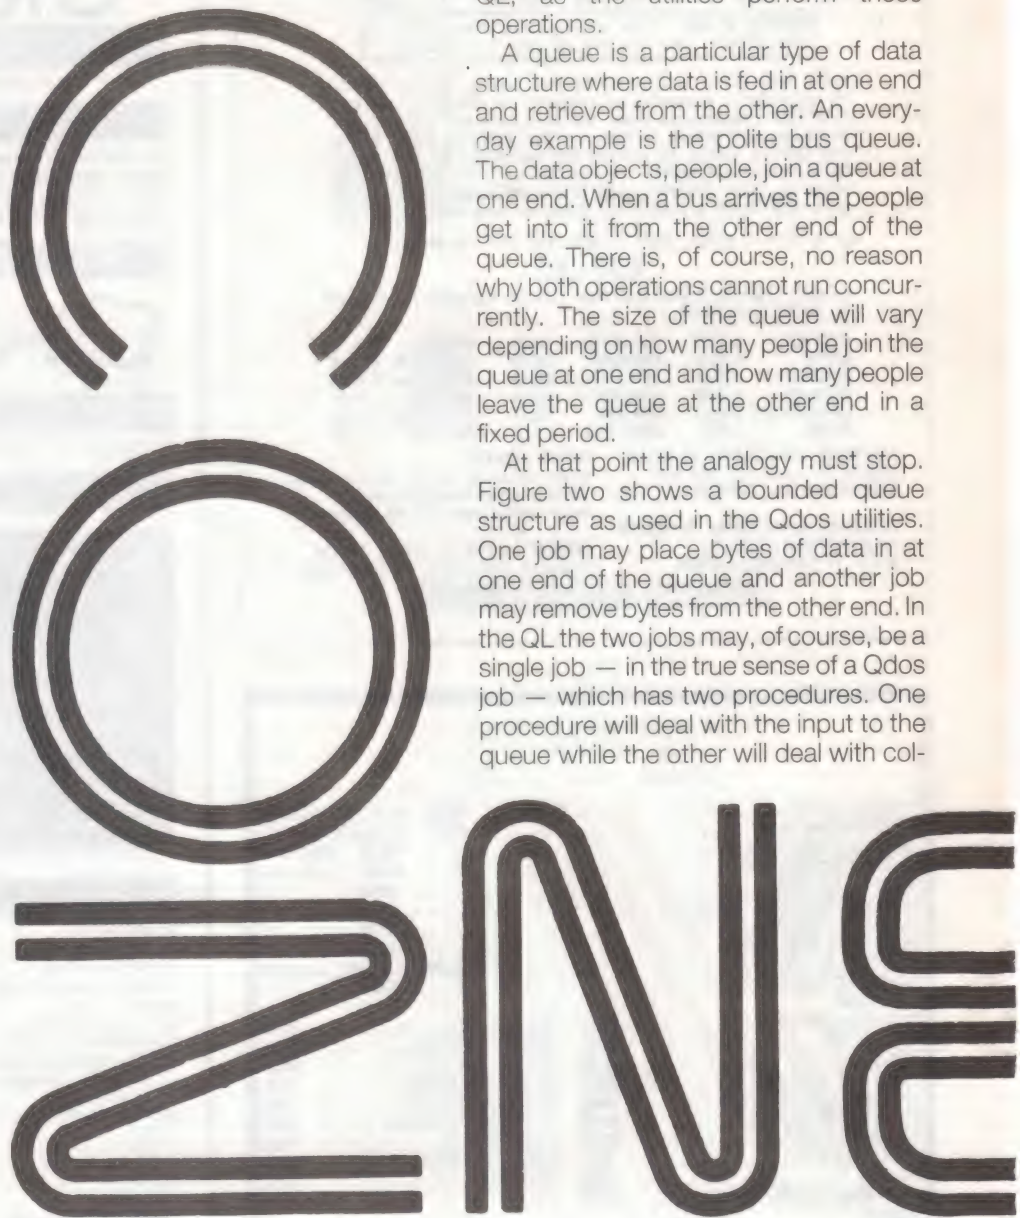 QL, as the utilities perform
operations.
A queue is a particular type of data
structure where data is fed in at one end
and retrieved from the other. An every-
day example is the polite bus queue.
The data objects, people, join a queue at
one end. When a bus arrives the people
get into it from the other end of the
queue. There is, of course, no reason
why both operations cannot run concur-
rently. The size of the queue will vary
depending on how many people join the
queue at one end and how many people
leave the queue at the other end in a
fixed period.
At that point the analogy must stop.
Figure two shows a bounded queue
structure as used in the Qdos utilities.
One job may place bytes of data in at
one end of the queue and another job
may remove bytes from the other end. In
the QL the two jobs may, of course, be a
single job — in the true sense of a Qdos
job — which has two procedures. One
procedure will deal with the input to the
queue while the other will deal with col-
CON
NE